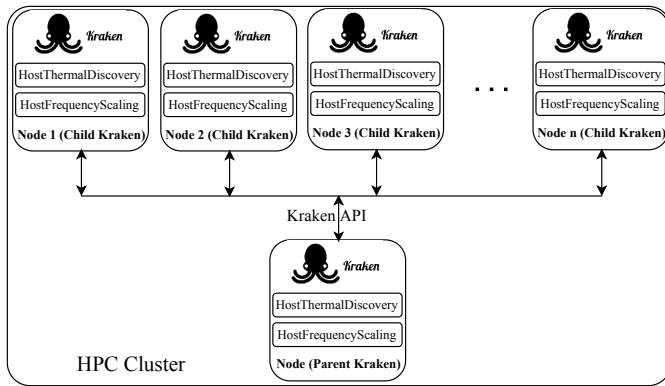 Kraken
HostThermalDiscovery
HostFrequencyScaling
Node 1 (Child Kraken)
Kraken
HostThermalDiscovery
HostFrequencyScaling
Node 2 (Child Kraken)
Kraken
HostThermalDiscovery
HostFrequencyScaling
Node 3 (Child Kraken)
. . .
Kraken
HostThermalDiscovery
HostFrequencyScaling
Node n (Child Kraken)
Kraken API
Kraken
HostThermalDiscovery
HostFrequencyScaling
Node (Parent Kraken)
HPC Cluster